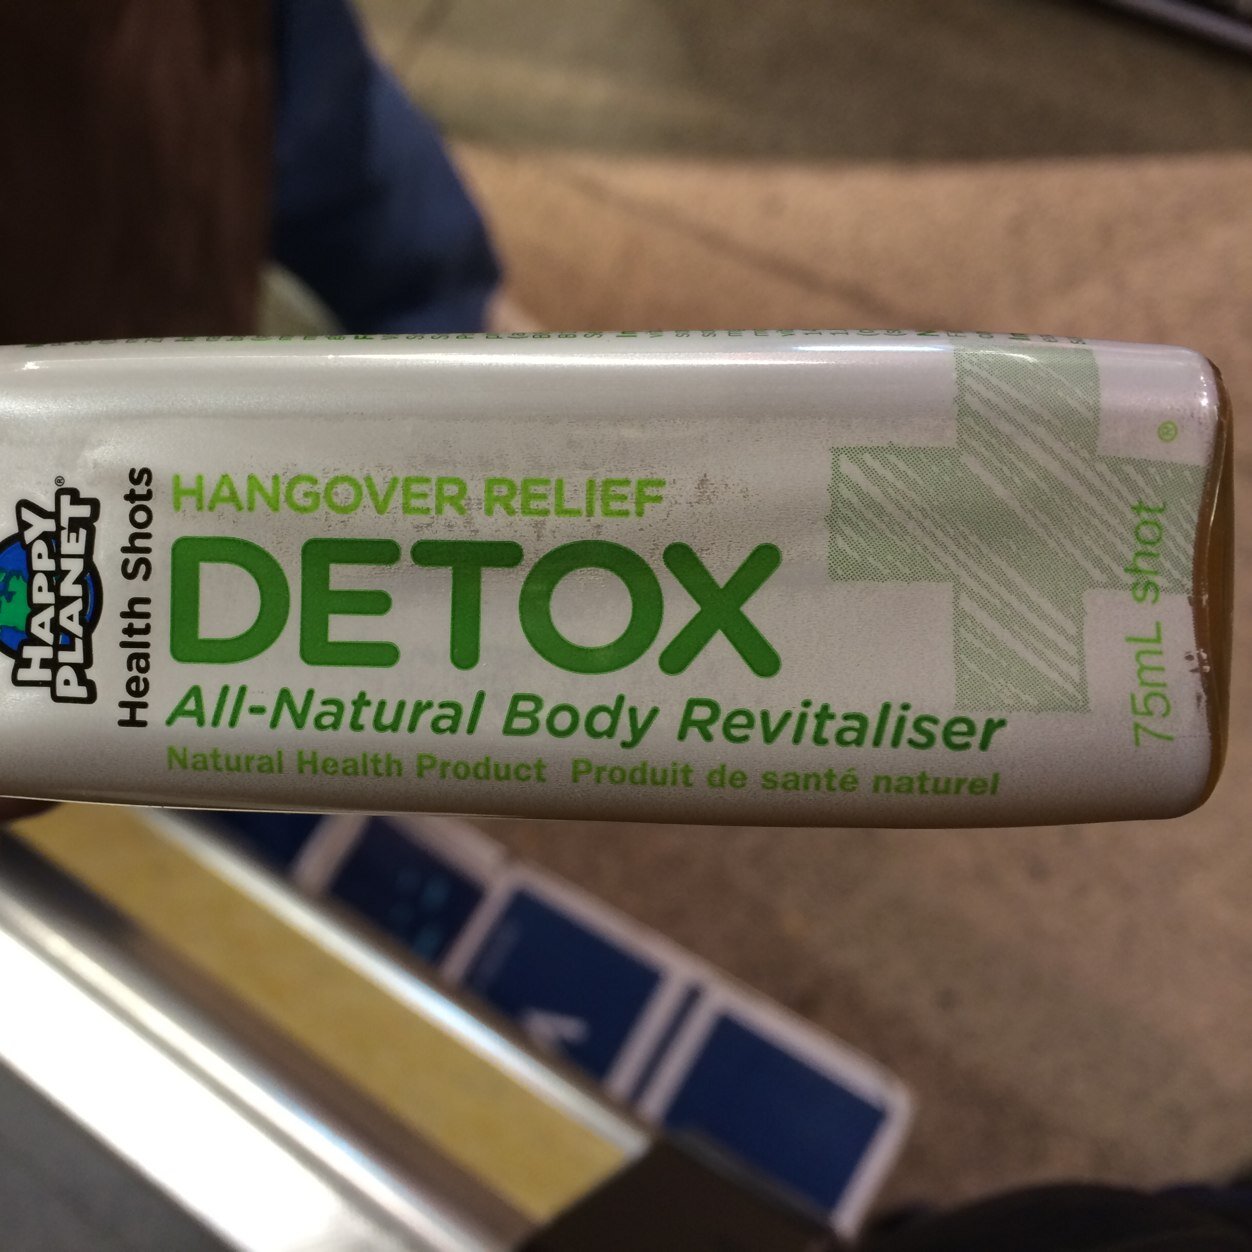 HAPPY
PLANET®
Health Shots
HANGOVER RELIEF
DETOX
All-Natural Body Revitaliser
Natural Health Product Produit de santé naturel
75mL shot
®